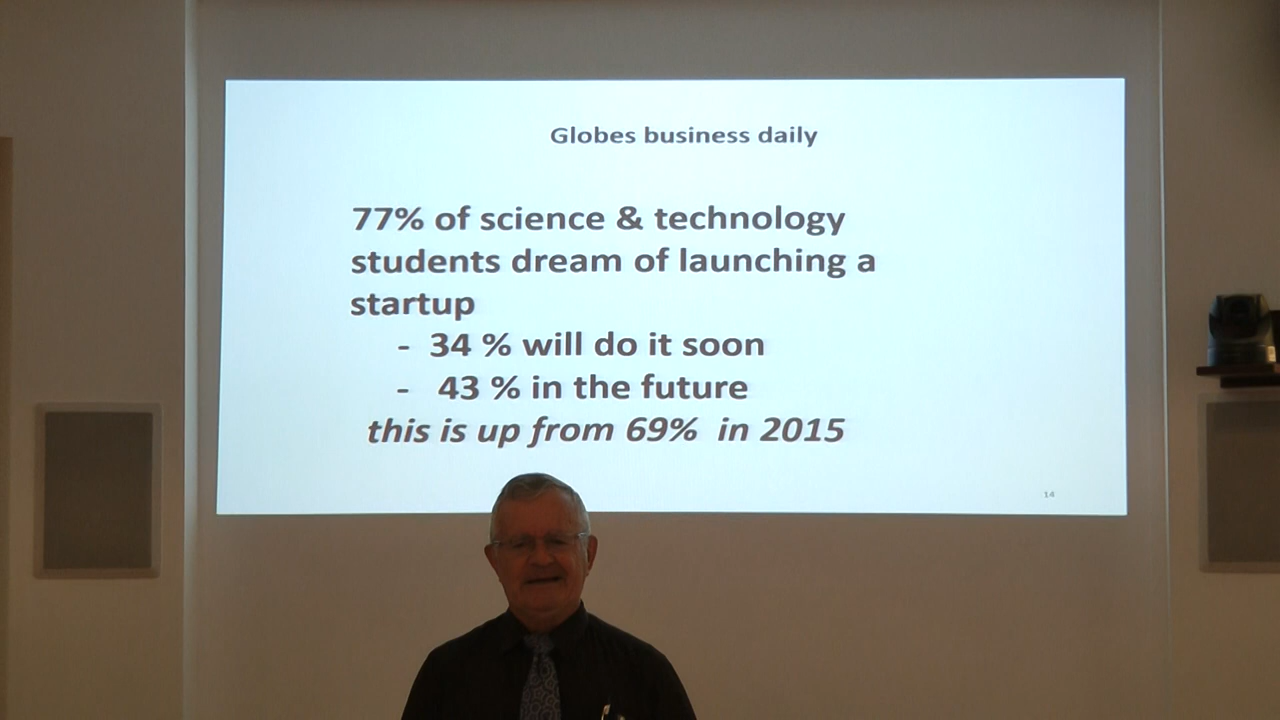 Globes business daily
77% of science & technology
students dream of launching a
startup
- 34 % will do it soon
- 43 % in the future
this is up from 69% in 2015
14